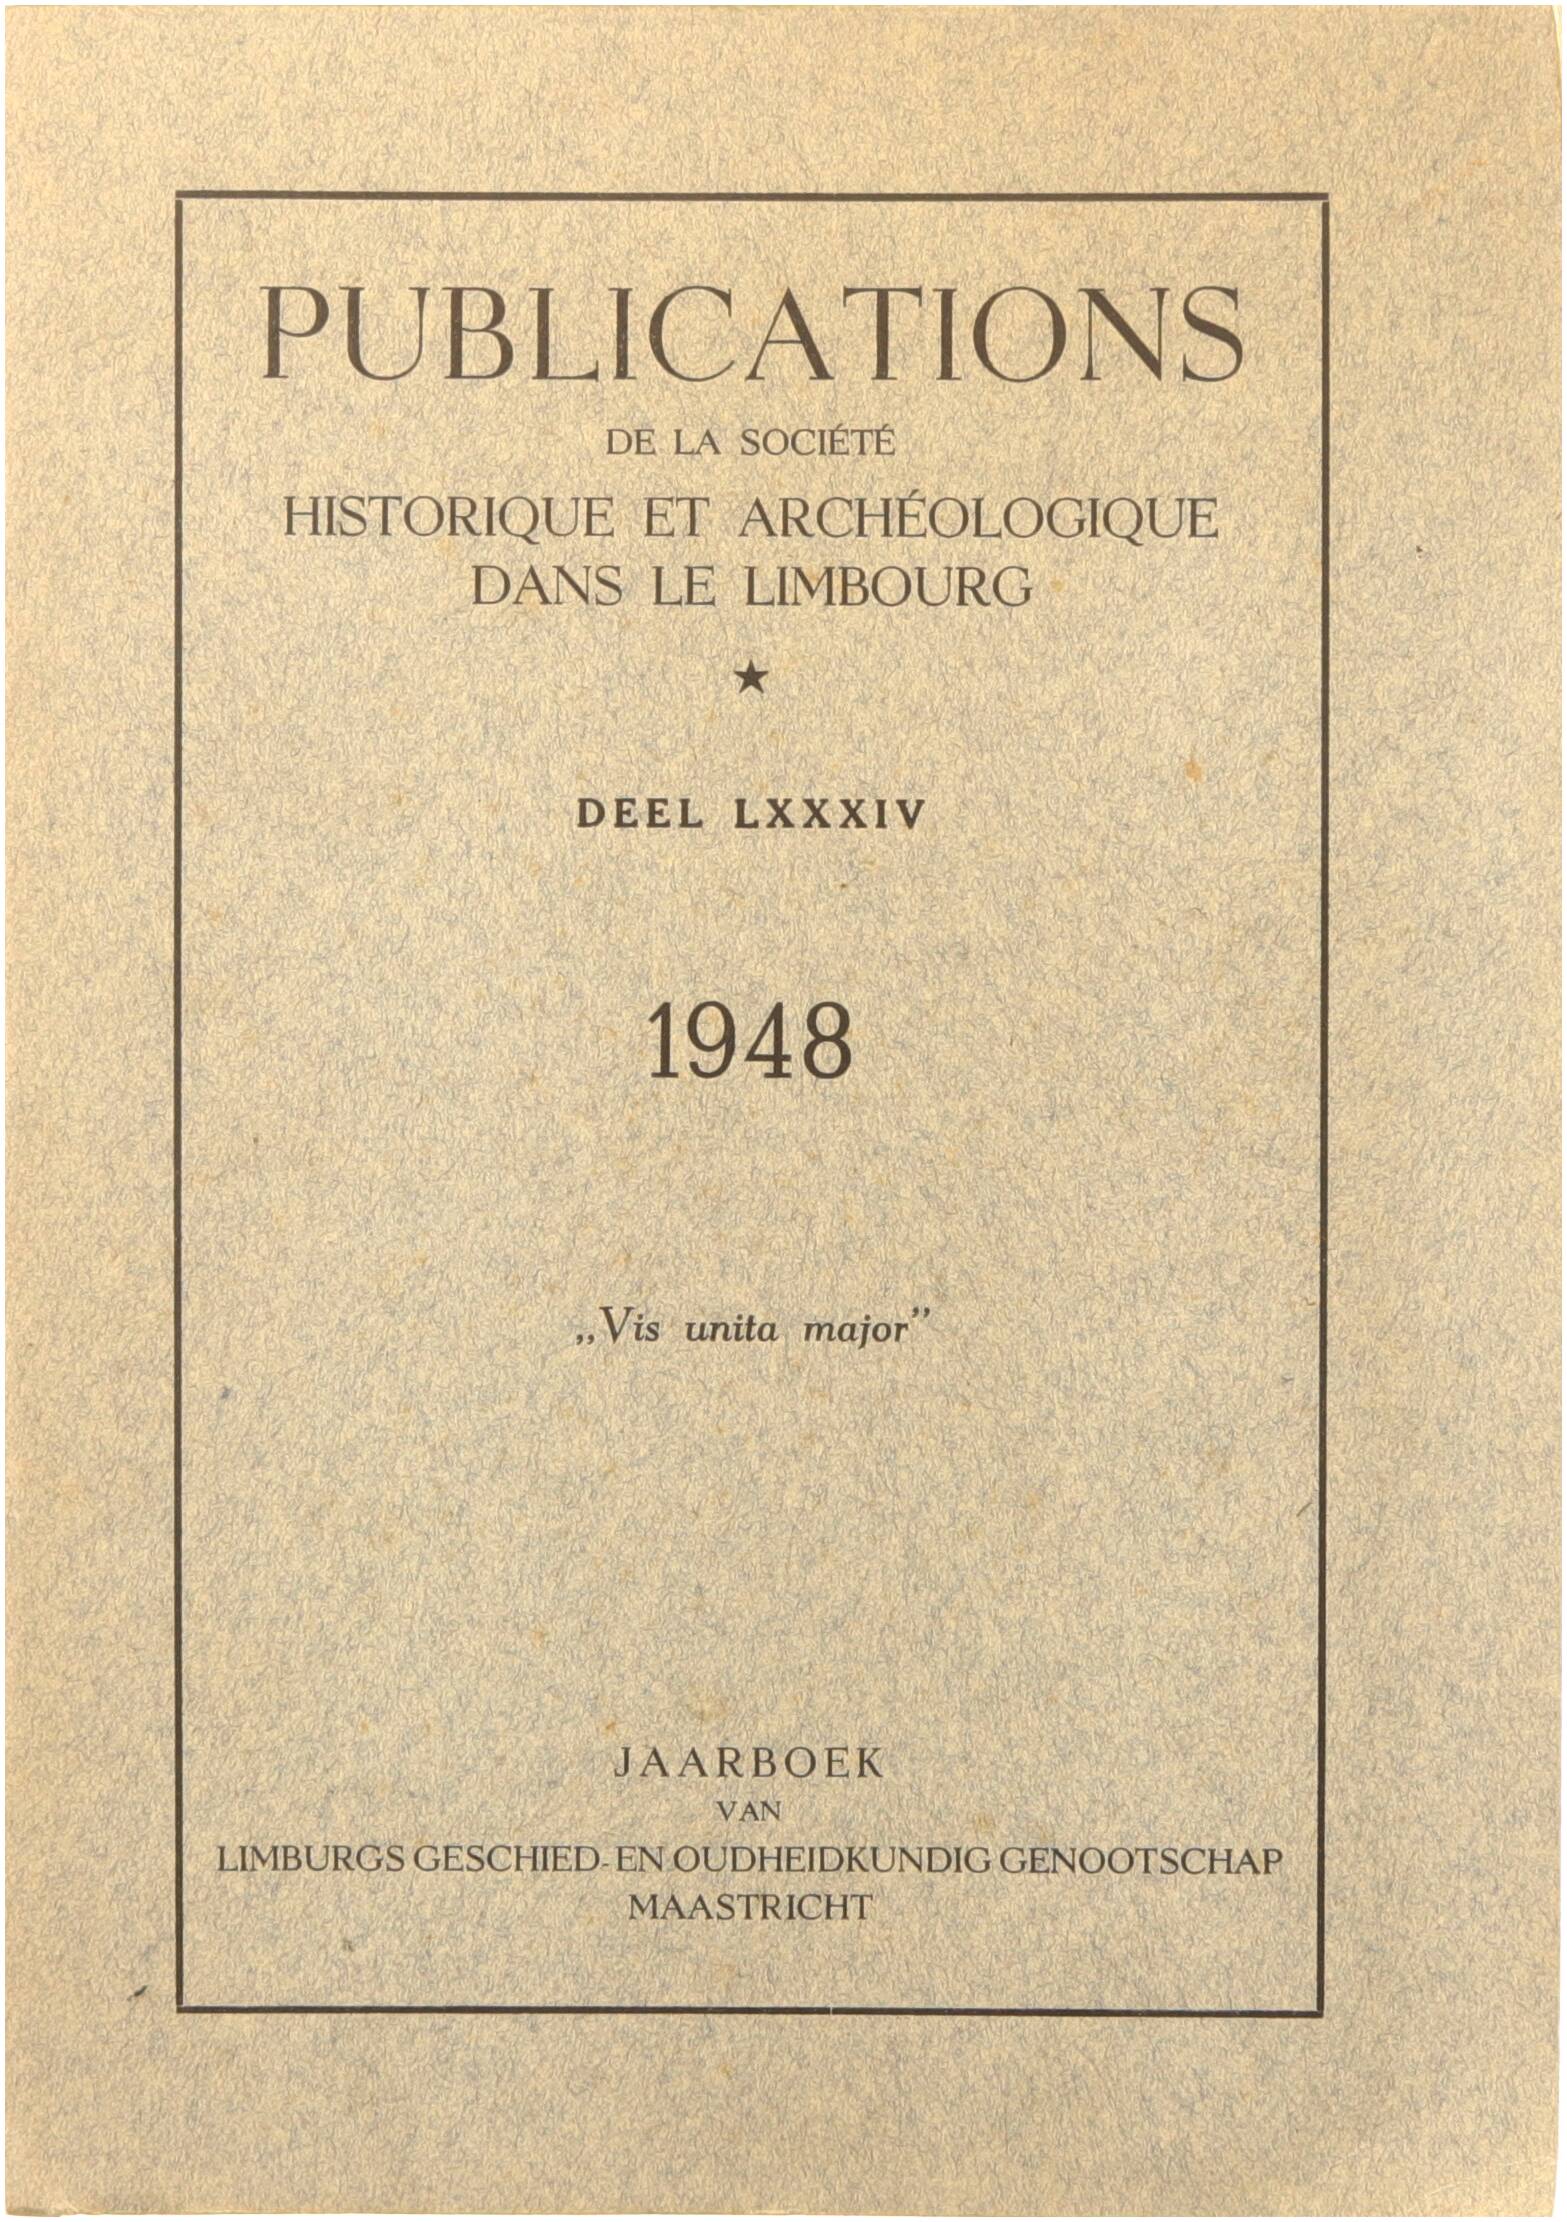 PUBLICATIONS
DE LA SOCIÉTÉ
HISTORIQUE ET ARCHÉOLOGIQUE
DANS LE LIMBOURG
★
DEEL LXXXIV
1948
„Vis unita major”
JAARBOEK
VAN
LIMBURGS GESCHIED- EN OUDHEIDKUNDIG GENOOTSCHAP
MAASTRICHT